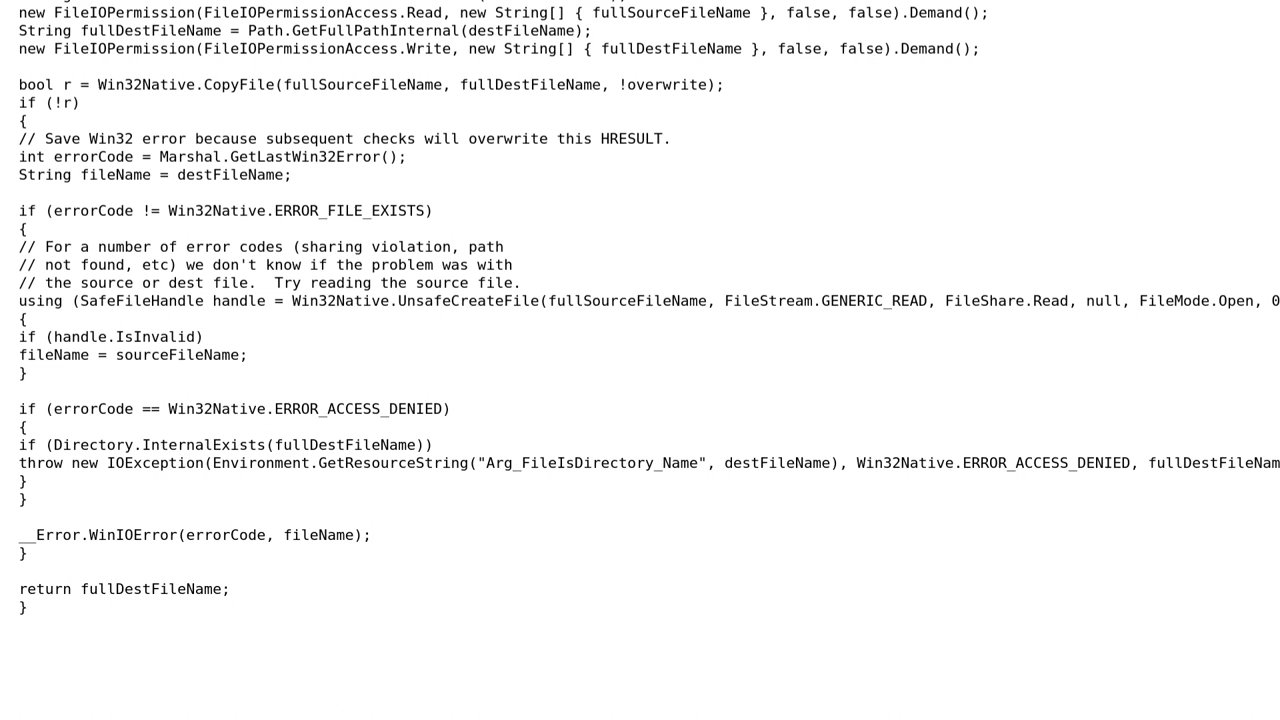 new FileIOPermission(FileIOPermissionAccess.Read, new String[] { fullSourceFileName }, false, false).Demand();
String fullDestFileName = Path.GetFullPathInternal(destFileName);
new FileIOPermission(FileIOPermissionAccess.Write, new String[] { fullDestFileName }, false, false).Demand();

bool r = Win32Native.CopyFile(fullSourceFileName, fullDestFileName, !overwrite);
if (!r)
{
// Save Win32 error because subsequent checks will overwrite this HRESULT.
int errorCode = Marshal.GetLastWin32Error();
String fileName = destFileName;

if (errorCode != Win32Native.ERROR_FILE_EXISTS)
{
// For a number of error codes (sharing violation, path
// not found, etc) we don't know if the problem was with
// the source or dest file.  Try reading the source file.
using (SafeFileHandle handle = Win32Native.UnsafeCreateFile(fullSourceFileName, FileStream.GENERIC_READ, FileShare.Read, null, FileMode.Open, 0
{
if (handle.IsInvalid)
fileName = sourceFileName;
}

if (errorCode == Win32Native.ERROR_ACCESS_DENIED)
{
if (Directory.InternalExists(fullDestFileName))
throw new IOException(Environment.GetResourceString("Arg_FileIsDirectory_Name", destFileName), Win32Native.ERROR_ACCESS_DENIED, fullDestFileNam
}
}

__Error.WinIOError(errorCode, fileName);
}

return fullDestFileName;
}